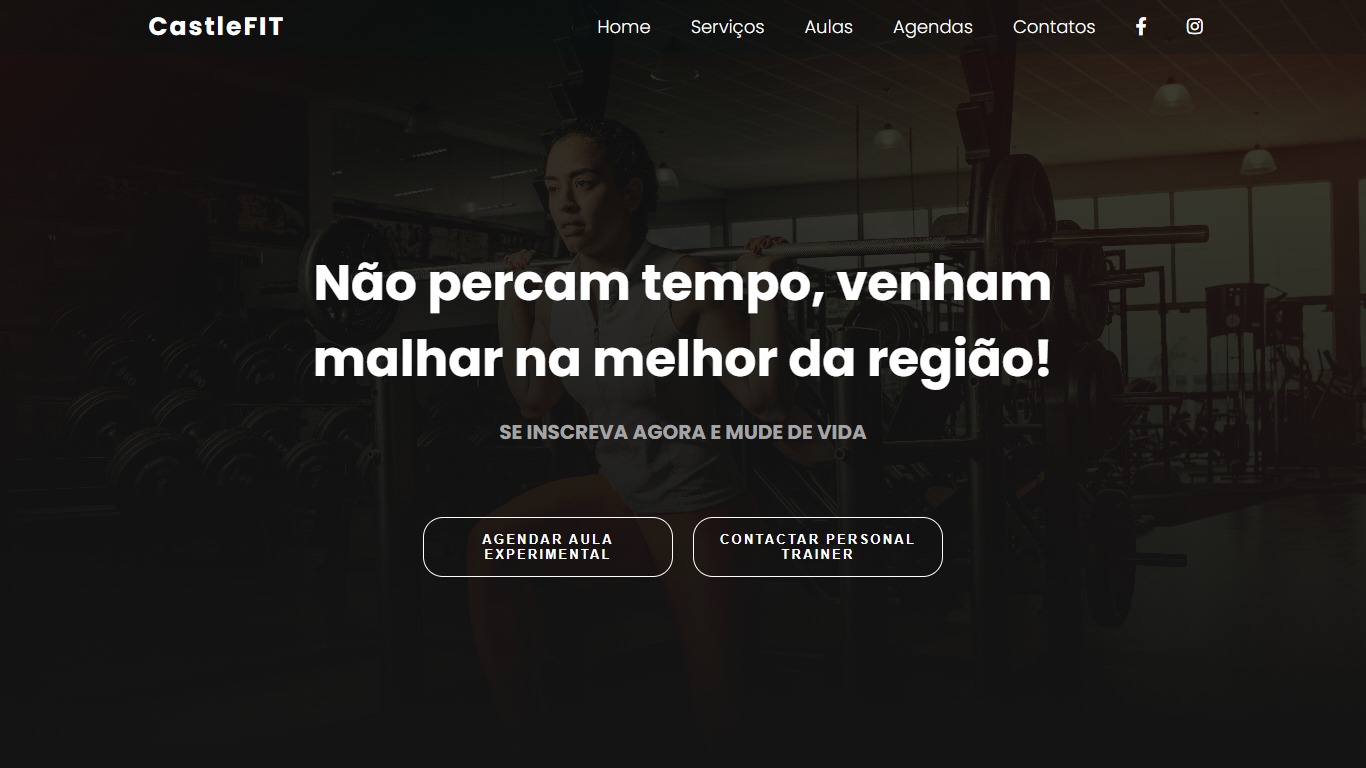 CastleFIT
Home Serviços Aulas Agendas Contatos
Não percam tempo, venham
malhar na melhor da região!
SE INSCREVA AGORA E MUDE DE VIDA
AGENDAR AULA
EXPERIMENTAL
CONTACTAR PERSONAL
TRAINER